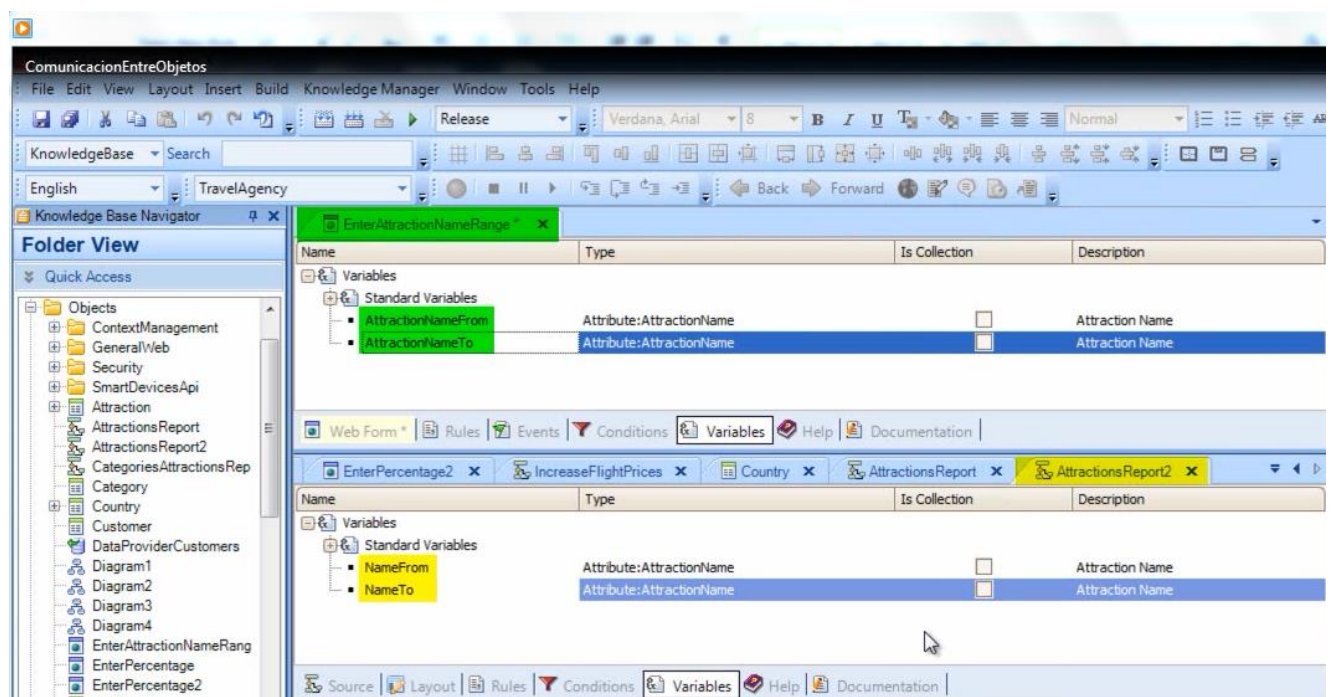 ComunicacionEntreObjetos
File Edit View Layout Insert Build Knowledge Manager Window Tools Help
Release Verdana, Arial 8 B I U Normal
KnowledgeBase Search
English TravelAgency Back Forward
Knowledge Base Navigator
Folder View
Quick Access
Objects
ContextManagement
GeneralWeb
Security
SmartDevicesApi
Attraction
AttractionsReport
AttractionsReport2
CategoriesAttractionsRep
Category
Country
Customer
DataProviderCustomers
Diagram1
Diagram2
Diagram3
Diagram4
EnterAttractionNameRang
EnterPercentage
EnterPercentage2
EnterAttractionNameRange *
Name Type Is Collection Description
Variables
Standard Variables
AttractionNameFrom Attribute:AttractionName Attraction Name
AttractionNameTo Attribute:AttractionName Attraction Name
Web Form * Rules Events Conditions Variables Help Documentation
EnterPercentage2 IncreaseFlightPrices Country AttractionsReport AttractionsReport2
Name Type Is Collection Description
Variables
Standard Variables
NameFrom Attribute:AttractionName Attraction Name
NameTo Attribute:AttractionName Attraction Name
Source Layout Rules Conditions Variables Help Documentation